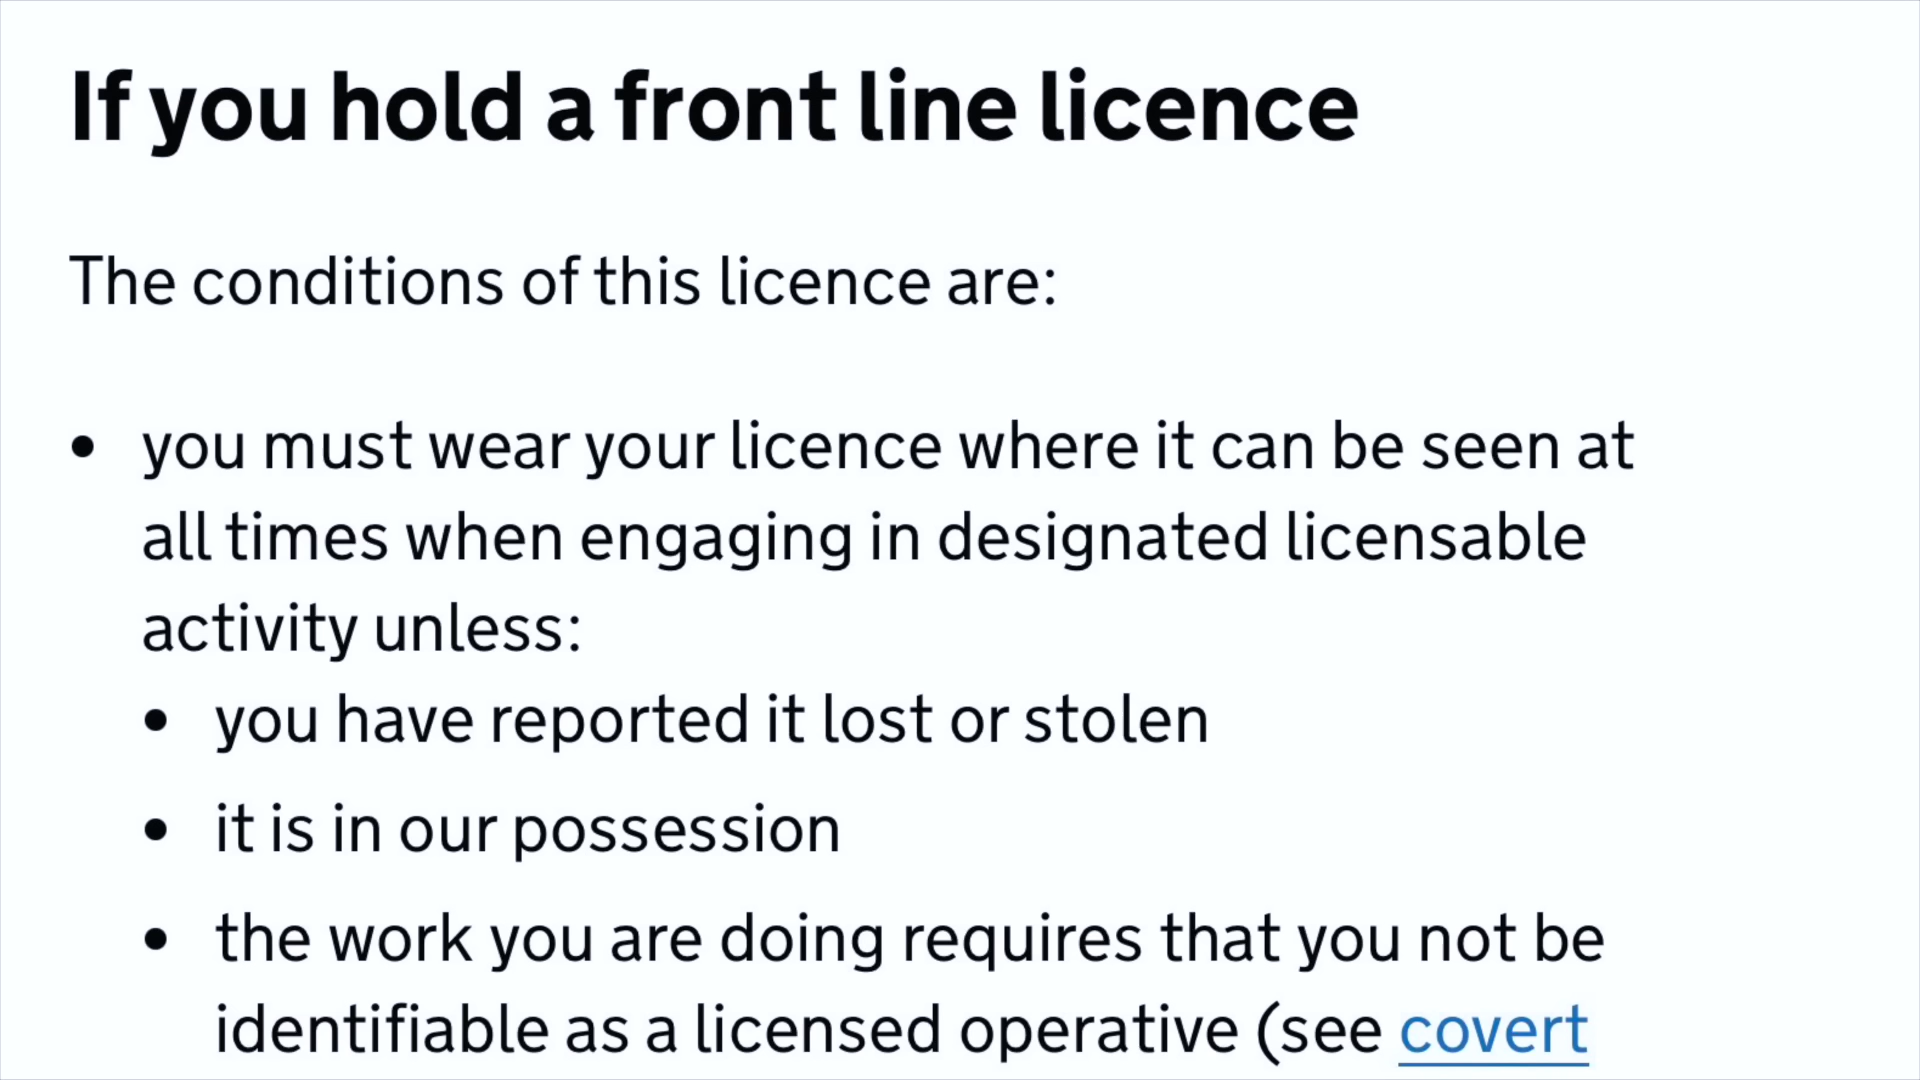 If you hold a front line licence
The conditions of this licence are:
• you must wear your licence where it can be seen at
all times when engaging in designated licensable
activity unless:
• you have reported it lost or stolen
• it is in our possession
• the work you are doing requires that you not be
identifiable as a licensed operative (see covert